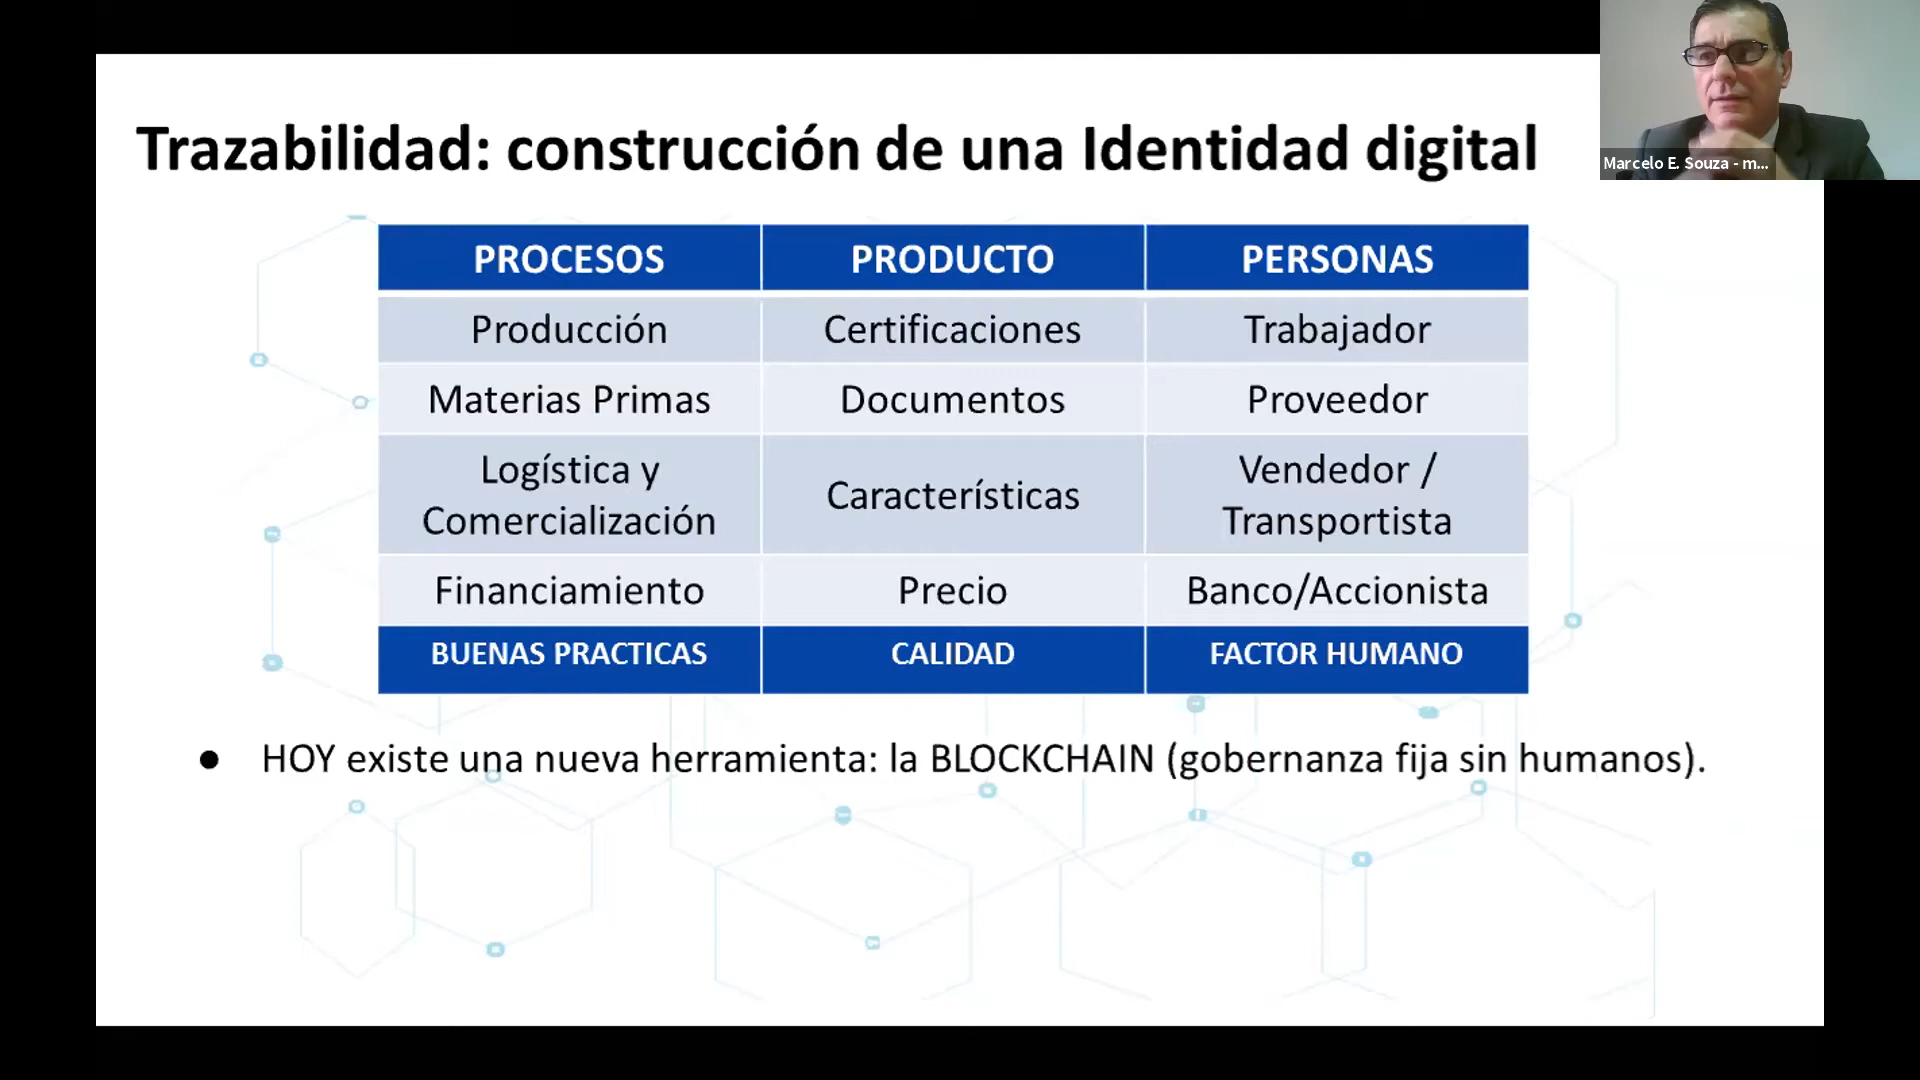 Trazabilidad: construcción de una Identidad digital
Marcelo E. Souza - m...
PROCESOS PRODUCTO PERSONAS
Producción Certificaciones Trabajador
Materias Primas Documentos Proveedor
Logística y
Comercialización
Características
Vendedor /
Transportista
Financiamiento Precio Banco/Accionista
BUENAS PRACTICAS CALIDAD FACTOR HUMANO
● HOY existe una nueva herramienta: la BLOCKCHAIN (gobernanza fija sin humanos).